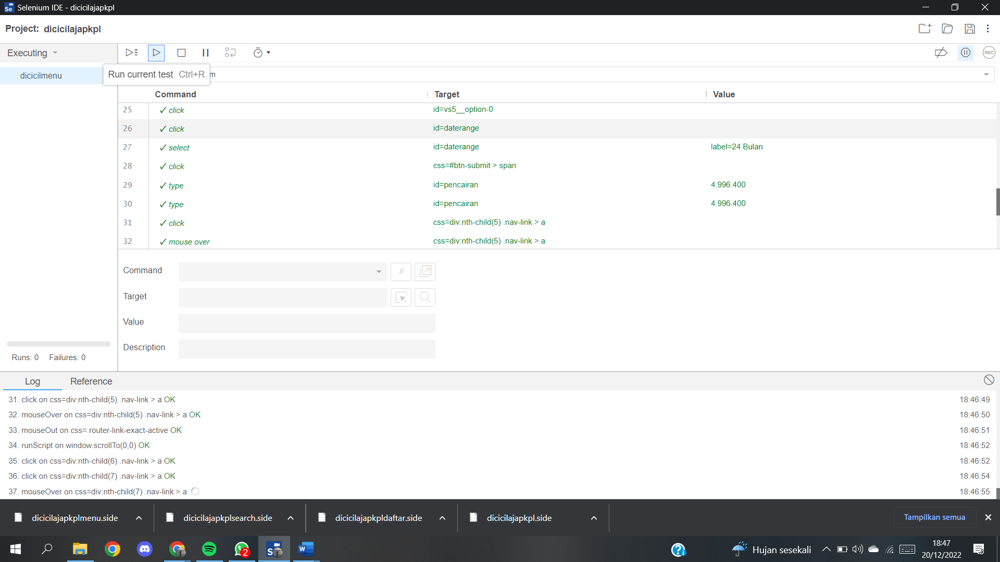 Selenium IDE - dicicilajapkpl
Project: dicicilajapkpl
Executing
REC
dicicilmenu
Run current test Ctrl+R
m
Command Target Value
25 ✓ click id=vs5__option-0
26 ✓ click id=daterange
27 ✓ select id=daterange label=24 Bulan
28 ✓ click css=#btn-submit > span
29 ✓ type id=pencairan 4.996.400
30 ✓ type id=pencairan 4.996.400
31 ✓ click css=div:nth-child(5) .nav-link > a
32 ✓ mouse over css=div:nth-child(5) .nav-link > a
Command //
Target
Value
Description
Runs: 0 Failures: 0
Log Reference
31. click on css=div:nth-child(5) .nav-link > a OK 18:46:49
32. mouseOver on css=div:nth-child(5) .nav-link > a OK 18:46:50
33. mouseOut on css=.router-link-exact-active OK 18:46:51
34. runScript on window.scrollTo(0,0) OK 18:46:52
35. click on css=div:nth-child(6) .nav-link > a OK 18:46:52
36. click on css=div:nth-child(7) .nav-link > a OK 18:46:54
37. mouseOver on css=div:nth-child(7) .nav-link > a 18:46:55
dicicilajapkplmenu.side dicicilajapkplsearch.side dicicilajapkpldaftar.side dicicilajapkpl.side Tampilkan semua
2 Hujan sesekali 18:47
20/12/2022